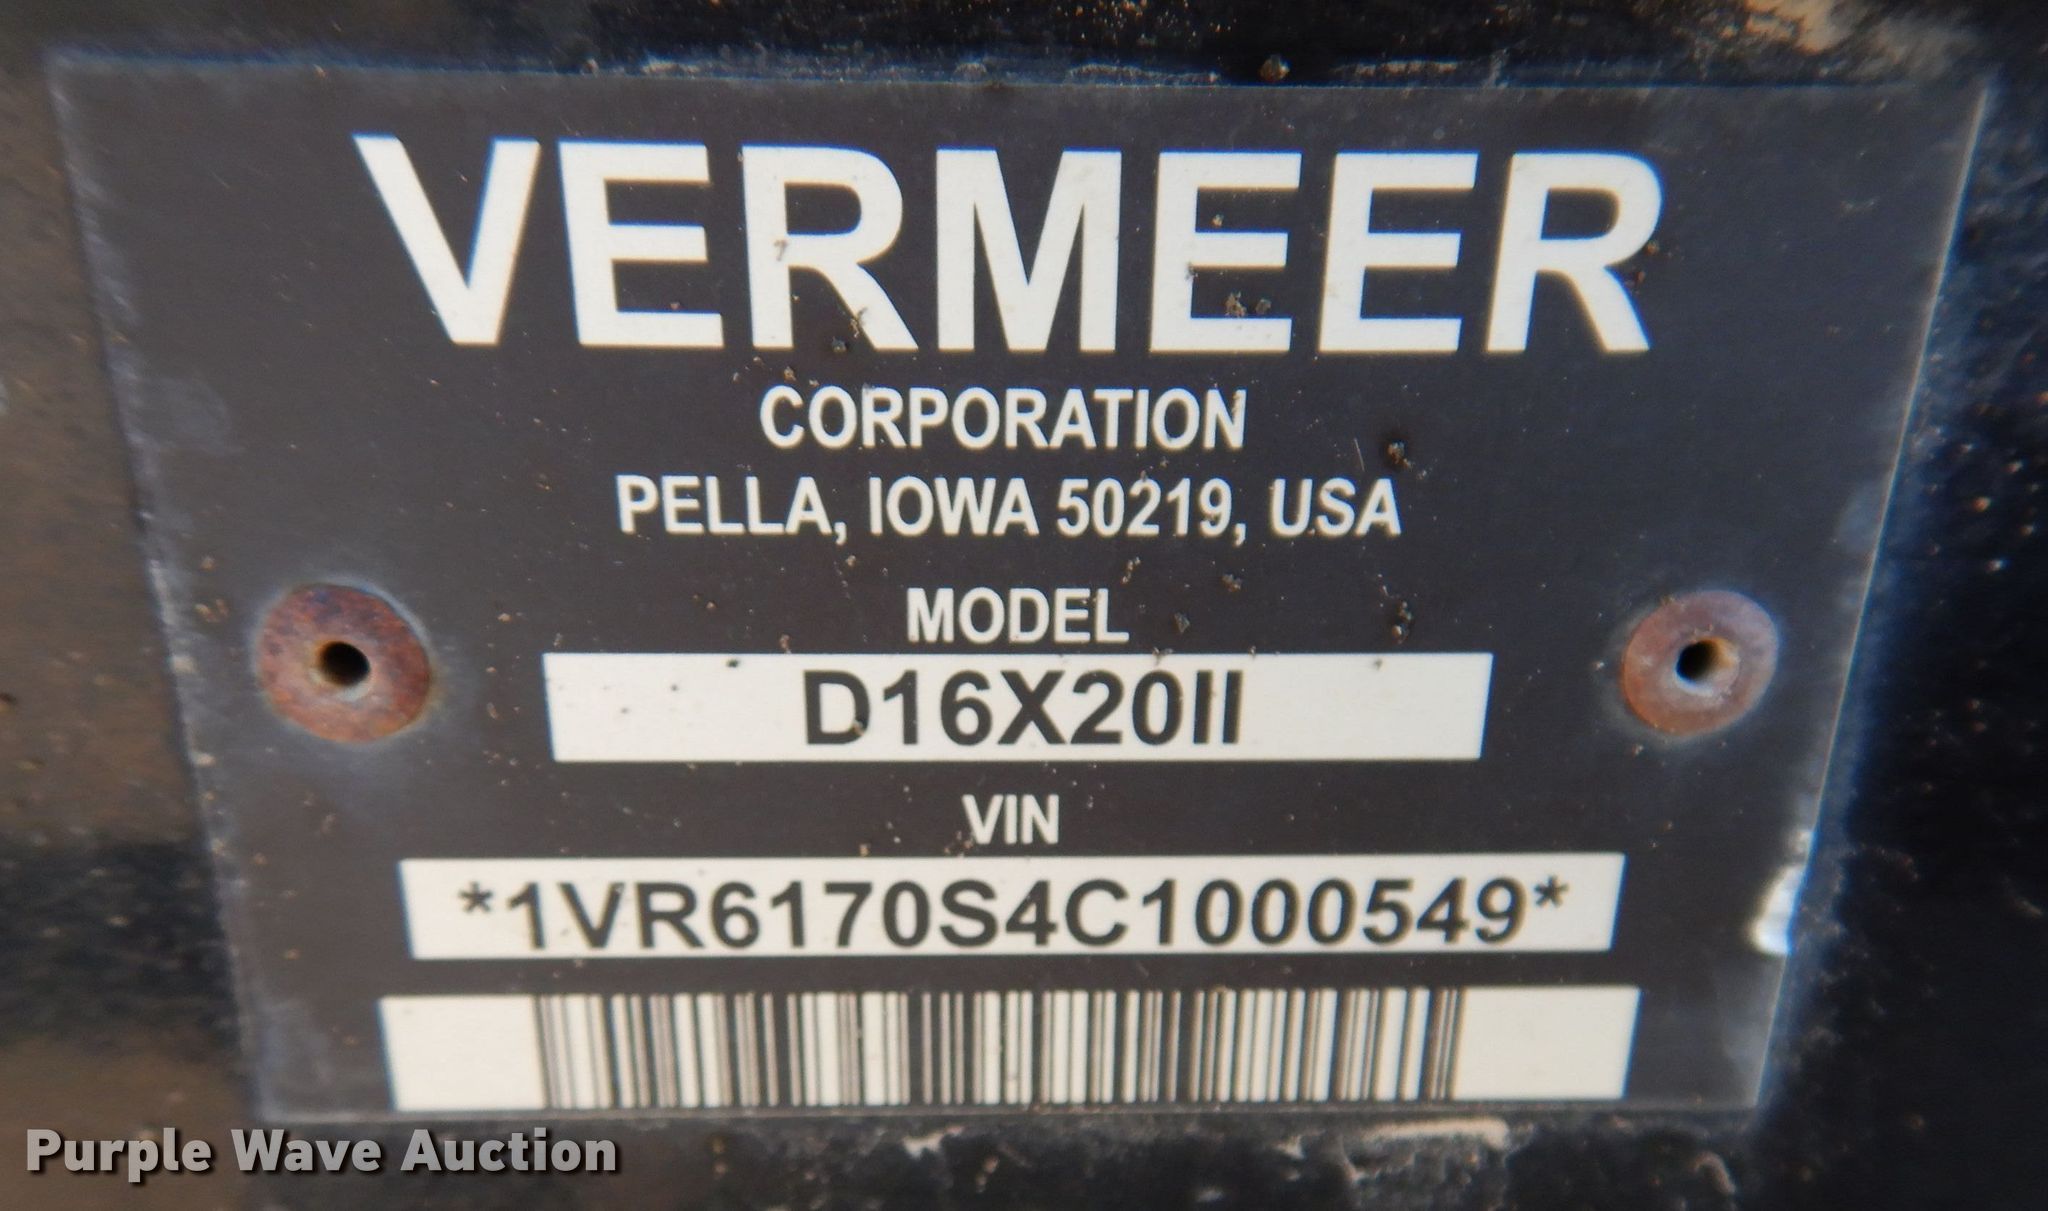 VERMEER
CORPORATION
PELLA, IOWA 50219, USA
MODEL
D16X20II
VIN
*1VR6170S4C1000549*
Purple Wave Auction